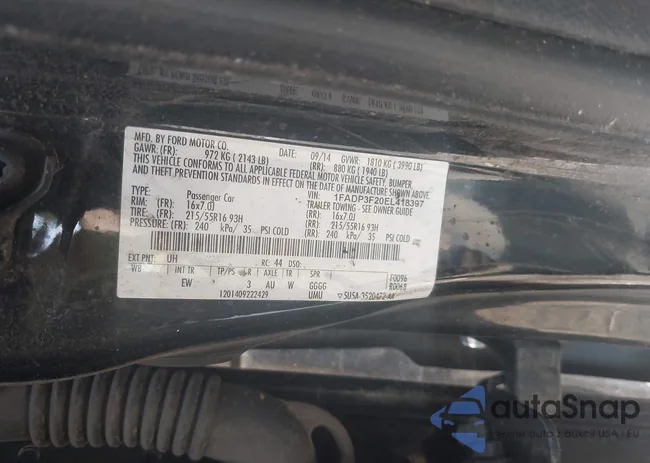 MFD. BY FORD MOTOR CO.
DATE: 09/14 GVWR: 1810 KG ( 3990 LB)
GAWR: (FR): 972 KG ( 2143 LB) (RR): 880 KG ( 1940 LB)
THIS VEHICLE CONFORMS TO ALL APPLICABLE FEDERAL MOTOR VEHICLE SAFETY, BUMPER,
AND THEFT PREVENTION STANDARDS IN EFFECT ON THE DATE OF MANUFACTURE SHOWN ABOVE.
VIN: 1FADP3F20EL418397
TYPE: Passenger Car TRAILER TOWING - SEE OWNER GUIDE
RIM: 16x7.0J (RR): 16x7.0J
TIRE: 215/55R16 93H 215/55R16 93H
PRESSURE: (FR) 240 kPa/ 35 PSI COLD (RR): 240 kPa/ 35 PSI COLD
EXT PNT: UH RC: 44 DSO:
WB INT TR TP/PS R AXLE TR SPR F0096
EW 3 AU W GGGG R0068
1201409222429 UMU
autoSnap